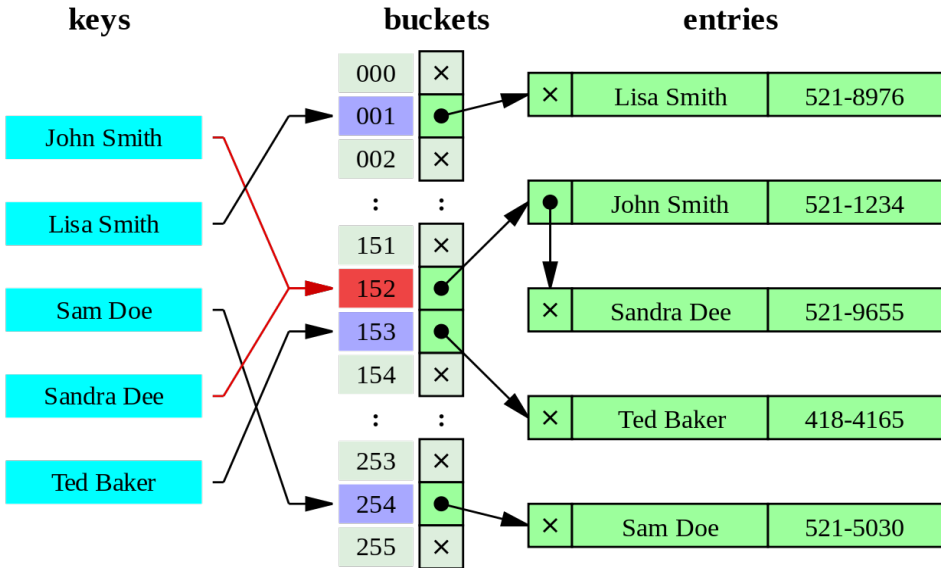 keys
buckets
entries
John Smith
Lisa Smith
Sam Doe
Sandra Dee
Ted Baker
000 ×
001
002 ×
: :
151 ×
152
153
154 ×
: :
253 ×
254
255 ×
× Lisa Smith 521-8976
John Smith 521-1234
× Sandra Dee 521-9655
× Ted Baker 418-4165
× Sam Doe 521-5030